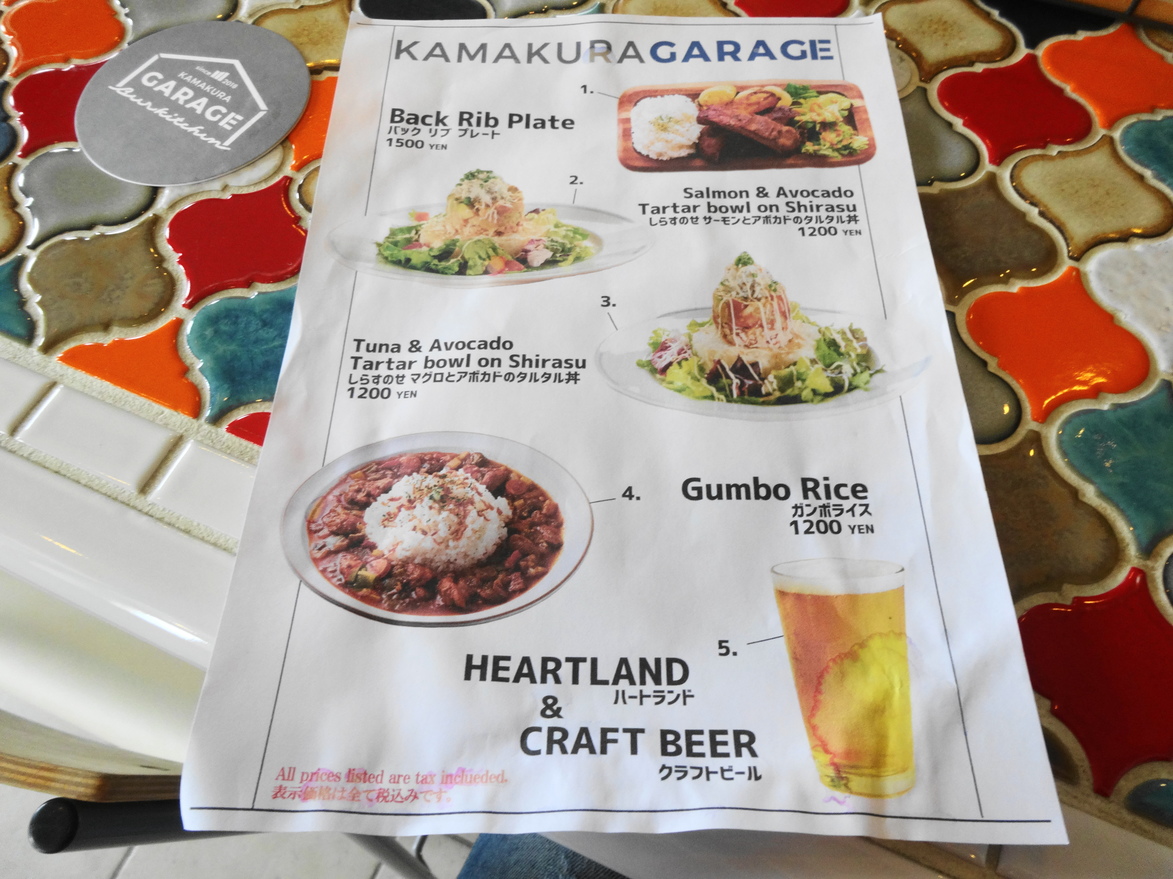 since 2015
KAMAKURA
GARAGE
KAMAKURAGARAGE
1.
Back Rib Plate
バック リブ プレート
1500 YEN
2.
Salmon & Avocado
Tartar bowl on Shirasu
しらすのせ サーモンとアボカドのタルタル丼
1200 YEN
3.
Tuna & Avocado
Tartar bowl on Shirasu
しらすのせ マグロとアボカドのタルタル丼
1200 YEN
4.
Gumbo Rice
ガンボライス
1200 YEN
5.
HEARTLAND
ハートランド
&
CRAFT BEER
クラフトビール
All prices listed are tax inclueded.
表示価格は全て税込みです。